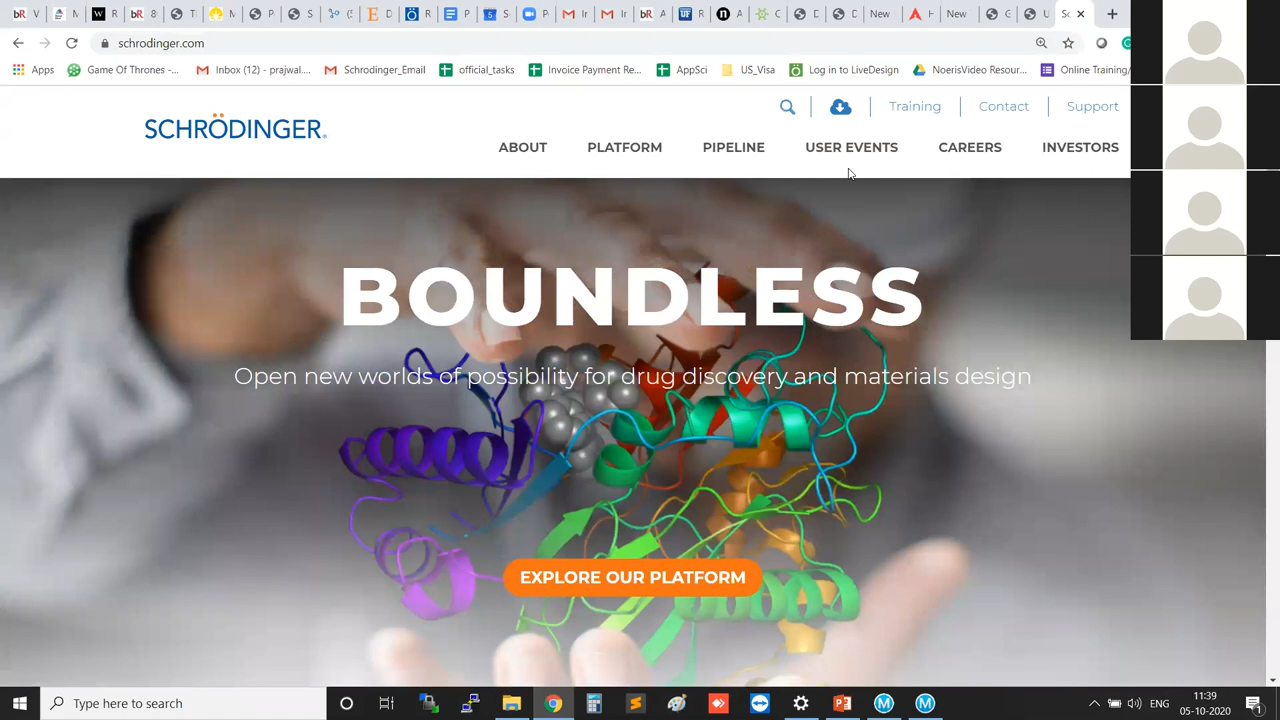 schrodinger.com
Apps
Game Of Thrones -...
Inbox (12) - prajwal....
Schrodinger_Email
official_tasks
Invoice Payment Re...
AppSci
US_Visa
Log in to LiveDesign
NoerisVideo Resour...
Online Training/
SCHRÖDINGER®
Training
Contact
Support
ABOUT
PLATFORM
PIPELINE
USER EVENTS
CAREERS
INVESTORS
BOUNDLESS
Open new worlds of possibility for drug discovery and materials design
EXPLORE OUR PLATFORM
Type here to search
ENG
11:39
05-10-2020